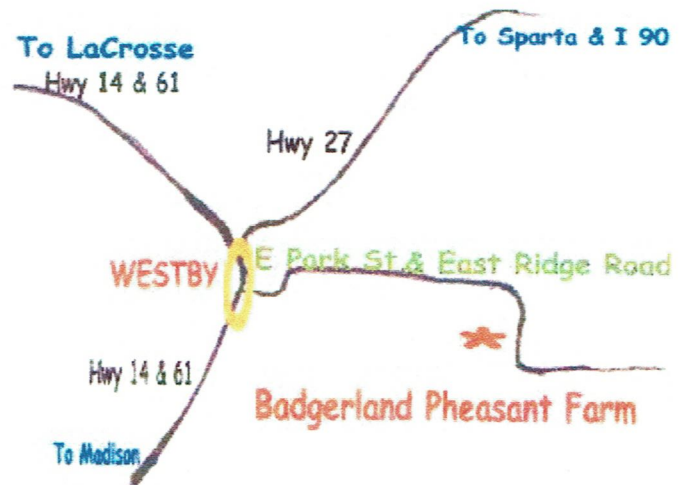 To Sparta & I 90
To LaCrosse
Hwy 14 & 61
Hwy 27
E Park St & East Ridge Road
WESTBY
Hwy 14 & 61
Badgerland Pheasant Farm
To Madison